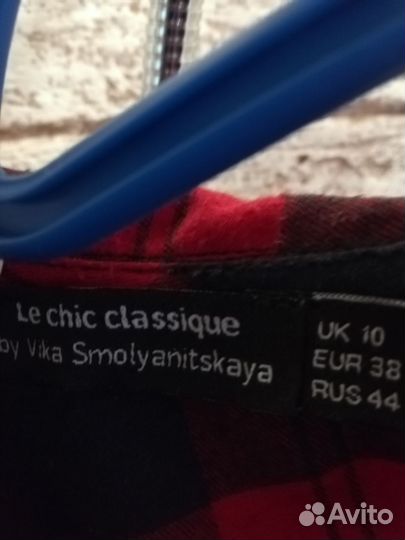 Le chic classique
by Vika Smolyanitskaya
UK 10
EUR 38
RUS 44
Avito